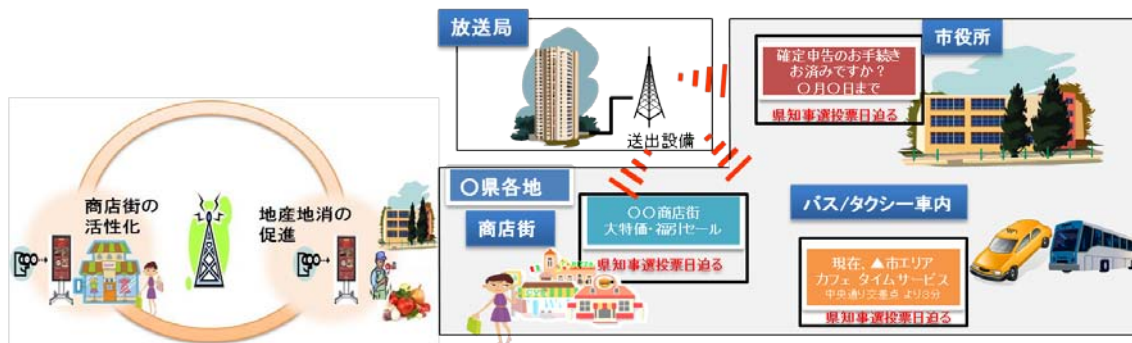 商店街の
活性化
地産地消の
促進
放送局
送出設備
市役所
確定申告のお手続き
お済みですか？
〇月〇日まで
県知事選投票日迫る
〇県各地
商店街
〇〇商店街
大特価・福引セール
県知事選投票日迫る
バス/タクシー車内
現在、▲市エリア
カフェ タイムサービス
中央通り交差点 より3分
県知事選投票日迫る